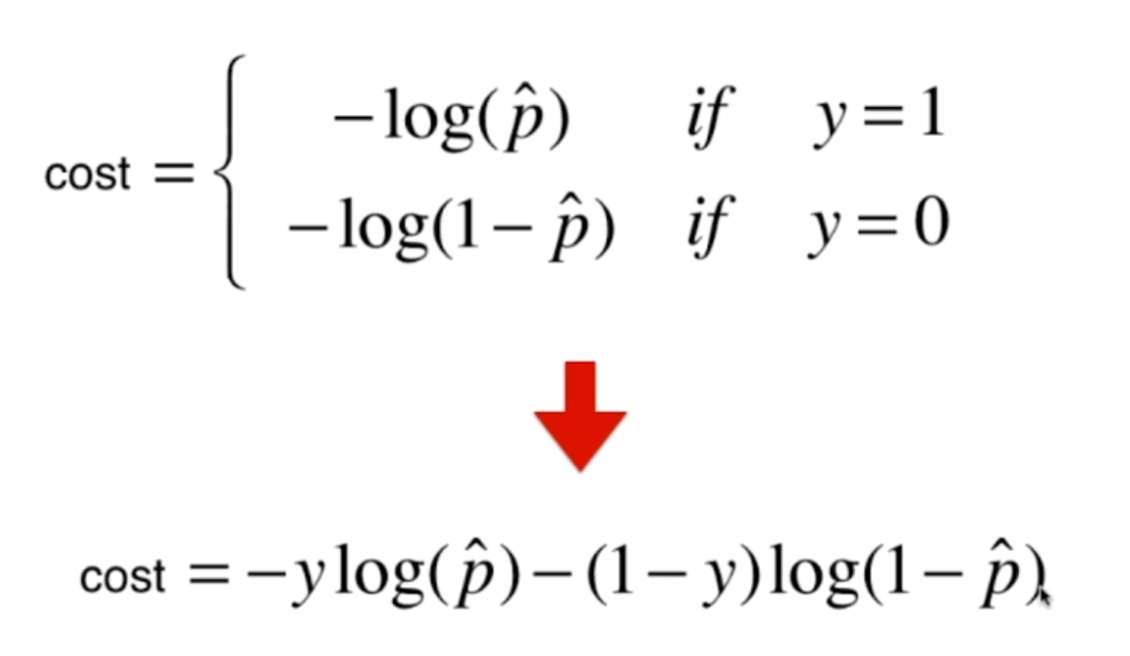 cost = { −log(p̂) if y = 1
−log(1 − p̂) if y = 0
cost = −y log(p̂) − (1 − y)log(1 − p̂)